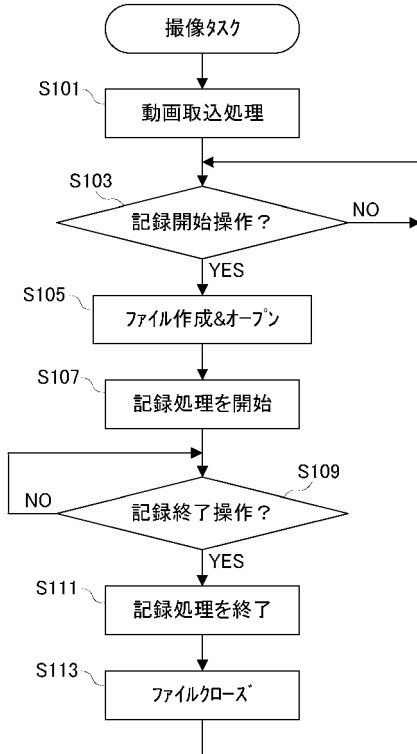 撮像ﾀｽｸ
S101
動画取込処理
S103
記録開始操作？
NO
YES
S105
ﾌｧｲﾙ作成&ｵｰﾌﾟﾝ
S107
記録処理を開始
S109
記録終了操作？
NO
YES
S111
記録処理を終了
S113
ﾌｧｲﾙｸﾛｰｽﾞ